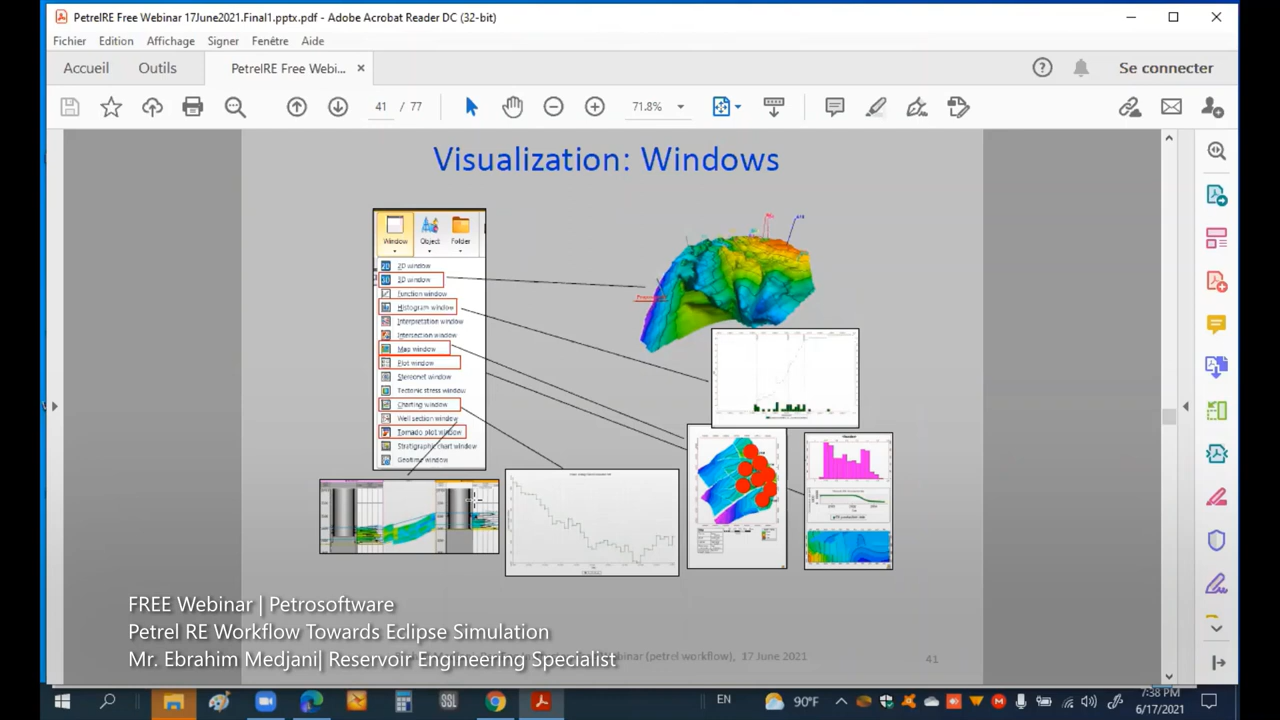 PetrelRE Free Webinar 17June2021.Final1.pptx.pdf - Adobe Acrobat Reader DC (32-bit)
Fichier Edition Affichage Signer Fenêtre Aide
Accueil Outils PetrelRE Free Webi... Se connecter
41 / 77 71.8%
Visualization: Windows
Window Object Folder
2D window
3D window
Function window
Histogram window
Interpretation window
Intersection window
Map window
Plot window
Stereonet window
Tectonic stress window
Charting window
Well section window
Tornado plot window
Stratigraphic chart window
Geotime window
FREE Webinar | Petrosoftware
Petrel RE Workflow Towards Eclipse Simulation
Mr. Ebrahim Medjani| Reservoir Engineering Specialist
(petrel workflow), 17 June 2021
41
EN 90°F
7:38 PM
6/17/2021